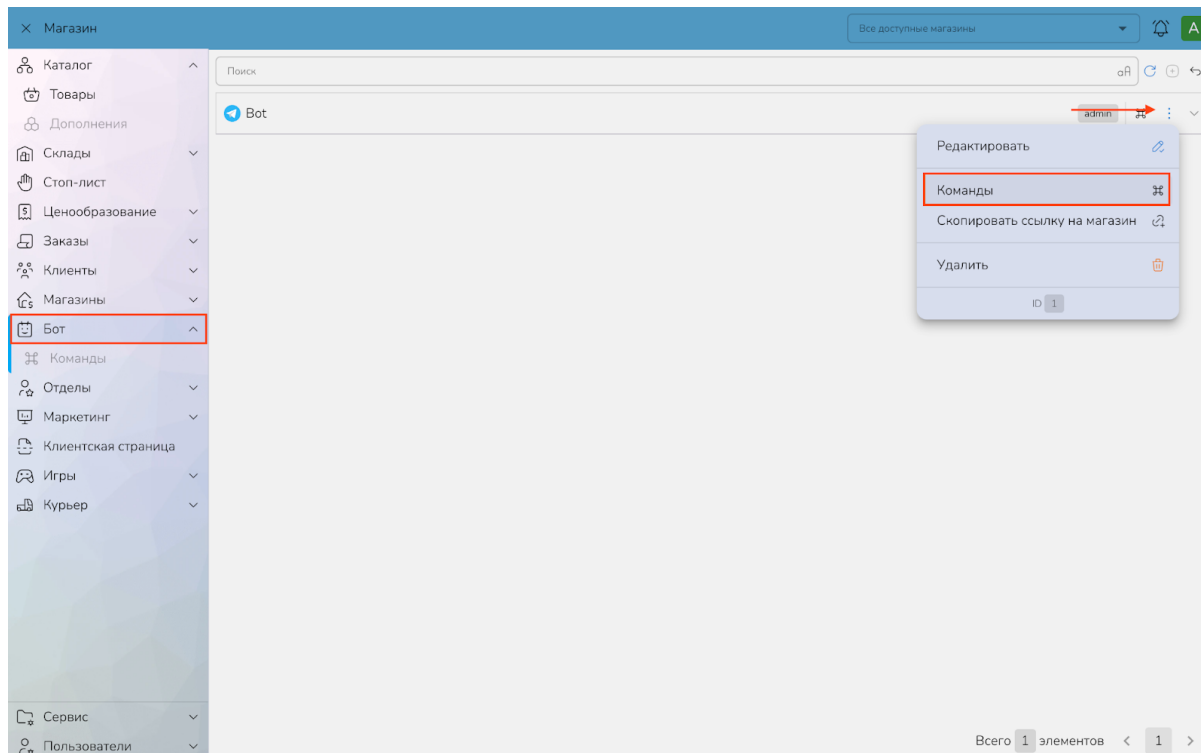 Магазин
Все доступные магазины
A
Каталог
Товары
Дополнения
Склады
Стоп-лист
Ценообразование
Заказы
Клиенты
Магазины
Бот
Команды
Отделы
Маркетинг
Клиентская страница
Игры
Курьер
Сервис
Пользователи
Поиск
aA
Bot
admin
Редактировать
Команды
Скопировать ссылку на магазин
Удалить
ID 1
Всего 1 элементов < 1 >